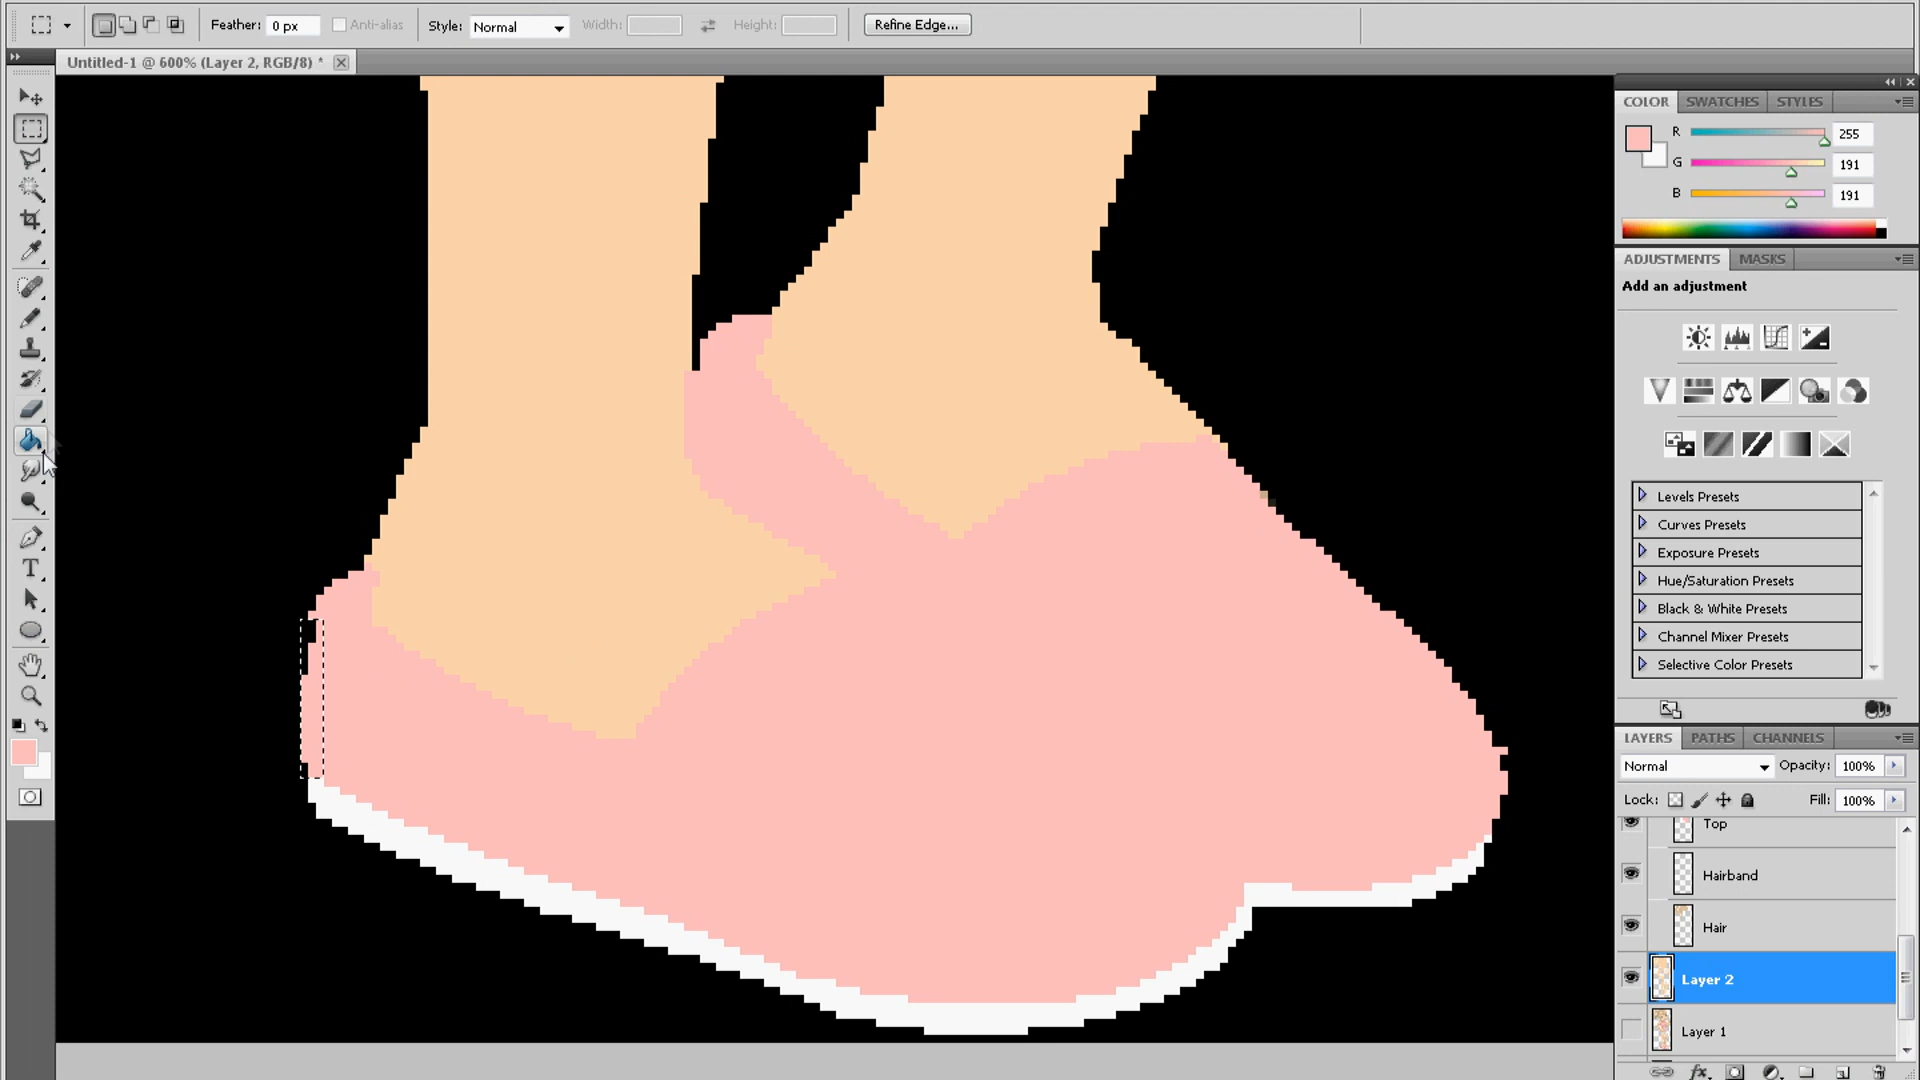 Feather: 0 px Anti-alias Style: Normal Width: Height: Refine Edge...
Untitled-1 @ 600% (Layer 2, RGB/8) *
COLOR SWATCHES STYLES
R 255
G 191
B 191
ADJUSTMENTS MASKS
Add an adjustment
Levels Presets
Curves Presets
Exposure Presets
Hue/Saturation Presets
Black & White Presets
Channel Mixer Presets
Selective Color Presets
LAYERS PATHS CHANNELS
Normal Opacity: 100%
Lock: Fill: 100%
Top
Hairband
Hair
Layer 2
Layer 1